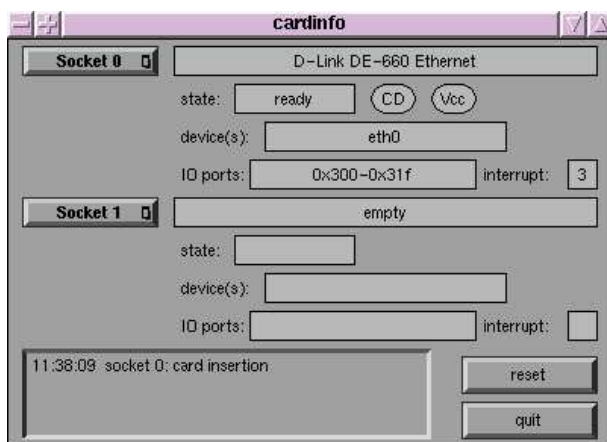 cardinfo
Socket 0 D-Link DE-660 Ethernet
state: ready CD Vcc
device(s): eth0
IO ports: 0x300-0x31f interrupt: 3
Socket 1 empty
state:
device(s):
IO ports: interrupt:
11:38:09 socket 0: card insertion
reset
quit